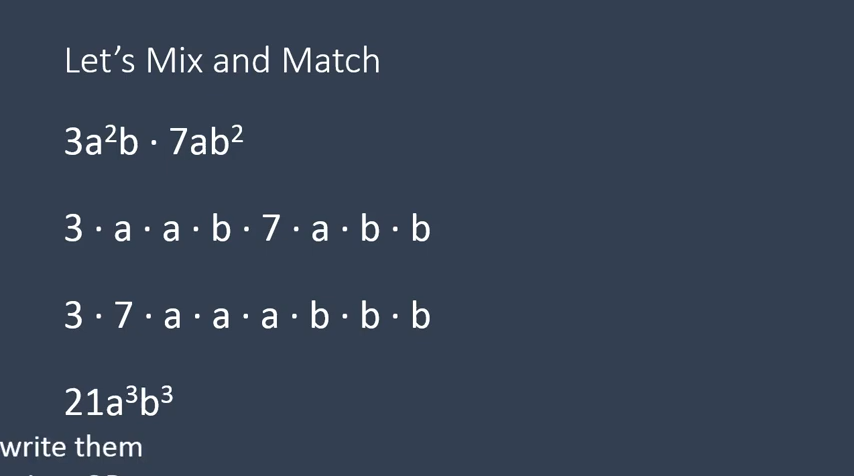 Let's Mix and Match
3a²b · 7ab²
3 · a · a · b · 7 · a · b · b
3 · 7 · a · a · a · b · b · b
21a³b³
write them